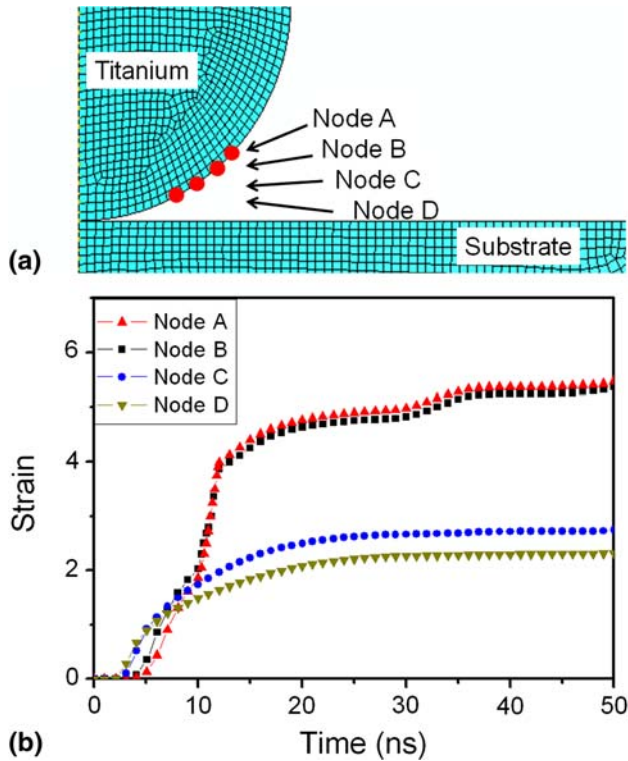 Titanium
Node A
Node B
Node C
Node D
Substrate
(a)
Node A
Node B
Node C
Node D
6
4
2
0
Strain
0
10
20
30
40
50
Time (ns)
(b)